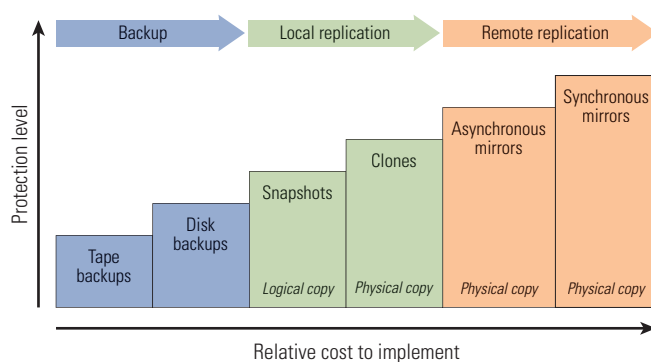 Backup
Local replication
Remote replication
Protection level
Synchronous
mirrors
Asynchronous
mirrors
Clones
Snapshots
Disk
backups
Tape
backups
Logical copy
Physical copy
Physical copy
Physical copy
Relative cost to implement